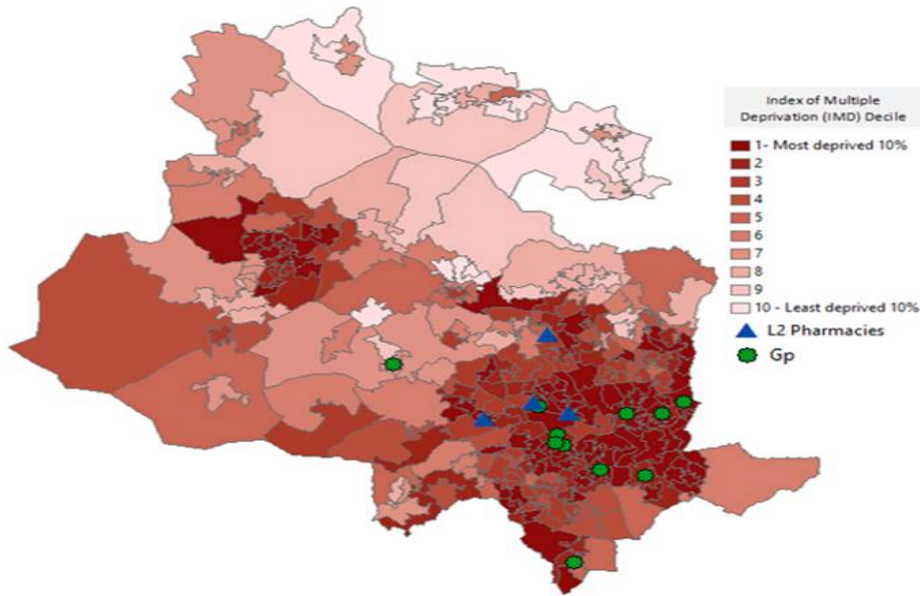 Index of Multiple
Deprivation (IMD) Decile
1- Most deprived 10%
2
3
4
5
6
7
8
9
10 - Least deprived 10%
L2 Pharmacies
Gp